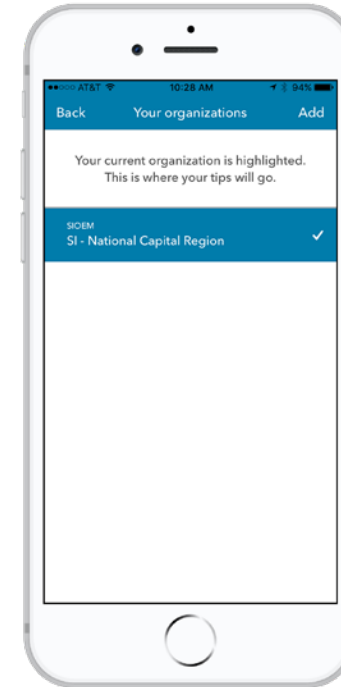 ●●○○○ AT&T 10:28 AM 94%
Back Your organizations Add
Your current organization is highlighted.
This is where your tips will go.
SIOEM
SI - National Capital Region